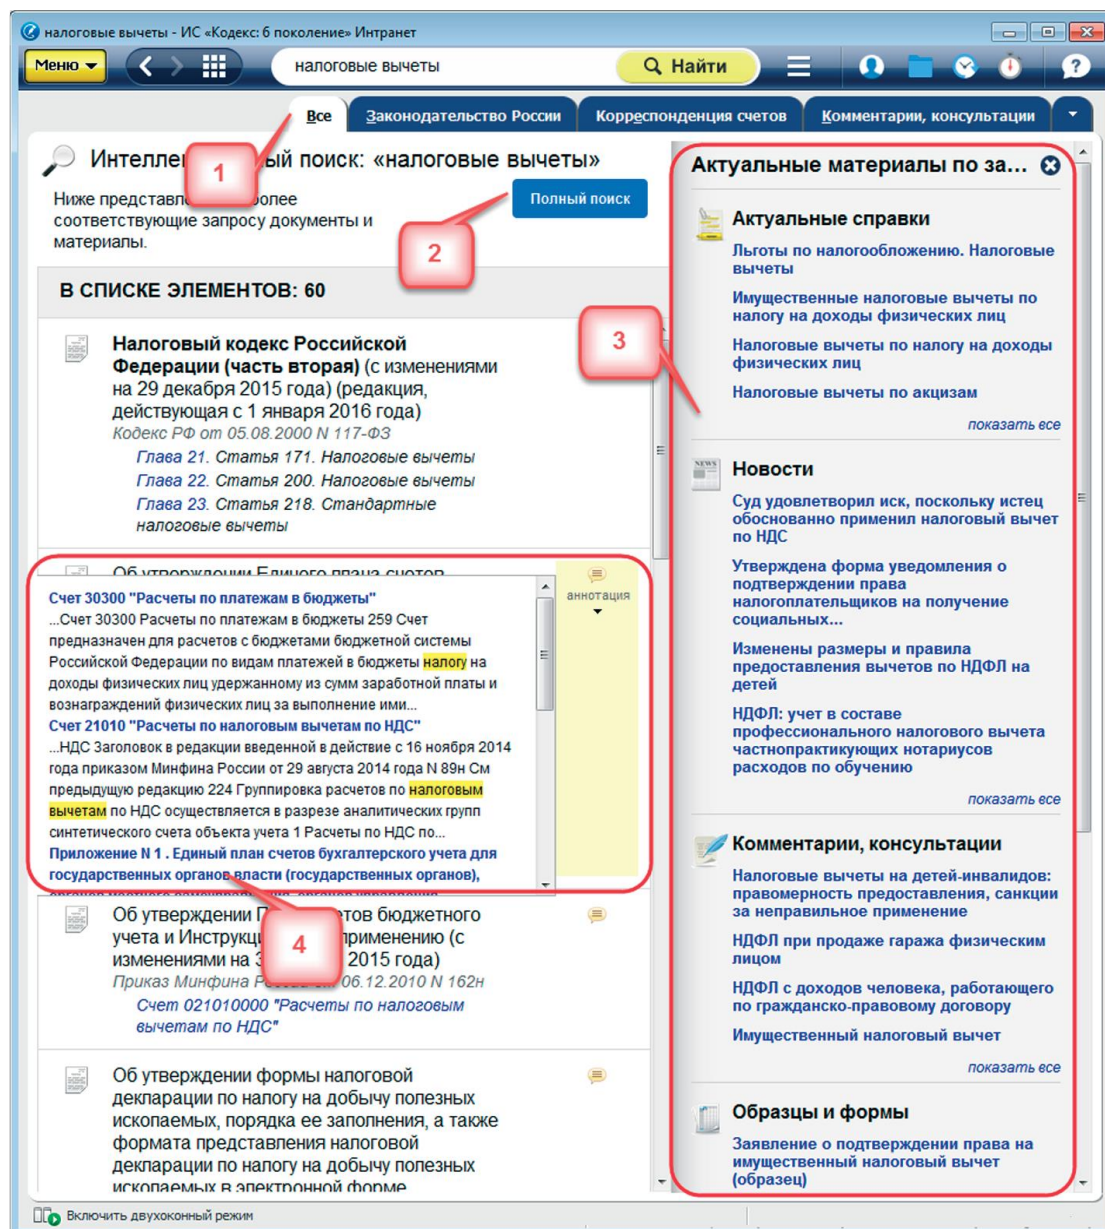 налоговые вычеты - ИС «Кодекс: 6 поколение» Интранет
Меню
налоговые вычеты
Найти
?
Все
Законодательство России
Корреспонденция счетов
Комментарии, консультации
1
Интелле ый поиск: «налоговые вычеты»
Ниже представл олее
соответствующие запросу документы и
материалы.
Полный поиск
2
В СПИСКЕ ЭЛЕМЕНТОВ: 60
Налоговый кодекс Российской
Федерации (часть вторая) (с изменениями
на 29 декабря 2015 года) (редакция,
действующая с 1 января 2016 года)
Кодекс РФ от 05.08.2000 N 117-ФЗ
Глава 21. Статья 171. Налоговые вычеты
Глава 22. Статья 200. Налоговые вычеты
Глава 23. Статья 218. Стандартные
налоговые вычеты
Об утверждении Единого плана счетов
аннотация
Счет 30300 "Расчеты по платежам в бюджеты"
...Счет 30300 Расчеты по платежам в бюджеты 259 Счет
предназначен для расчетов с бюджетами бюджетной системы
Российской Федерации по видам платежей в бюджеты налогу на
доходы физических лиц удержанному из сумм заработной платы и
вознаграждений физических лиц за выполнение ими...
Счет 21010 "Расчеты по налоговым вычетам по НДС"
...НДС Заголовок в редакции введенной в действие с 16 ноября 2014
года приказом Минфина России от 29 августа 2014 года N 89н См
предыдущую редакцию 224 Группировка расчетов по налоговым
вычетам по НДС осуществляется в разрезе аналитических групп
синтетического счета объекта учета 1 Расчеты по НДС по...
Приложение N 1 . Единый план счетов бухгалтерского учета для
государственных органов власти (государственных органов),
4
Об утверждении П етов бюджетного
учета и Инструкци применению (с
изменениями на 3 2015 года)
Приказ Минфина Р 06.12.2010 N 162н
Счет 021010000 "Расчеты по налоговым
вычетам по НДС"
Об утверждении формы налоговой
декларации по налогу на добычу полезных
ископаемых, порядка ее заполнения, а также
формата представления налоговой
декларации по налогу на добычу полезных
ископаемых в электронной форме
Актуальные материалы по за...
Актуальные справки
Льготы по налогообложению. Налоговые
вычеты
Имущественные налоговые вычеты по
налогу на доходы физических лиц
Налоговые вычеты по налогу на доходы
физических лиц
Налоговые вычеты по акцизам
показать все
3
NEWS
Новости
Суд удовлетворил иск, поскольку истец
обоснованно применил налоговый вычет
по НДС
Утверждена форма уведомления о
подтверждении права
налогоплательщиков на получение
социальных...
Изменены размеры и правила
предоставления вычетов по НДФЛ на
детей
НДФЛ: учет в составе
профессионального налогового вычета
частнопрактикующих нотариусов
расходов по обучению
показать все
Комментарии, консультации
Налоговые вычеты на детей-инвалидов:
правомерность предоставления, санкции
за неправильное применение
НДФЛ при продаже гаража физическим
лицом
НДФЛ с доходов человека, работающего
по гражданско-правовому договору
Имущественный налоговый вычет
показать все
Образцы и формы
Заявление о подтверждении права на
имущественный налоговый вычет
(образец)
Включить двухоконный режим